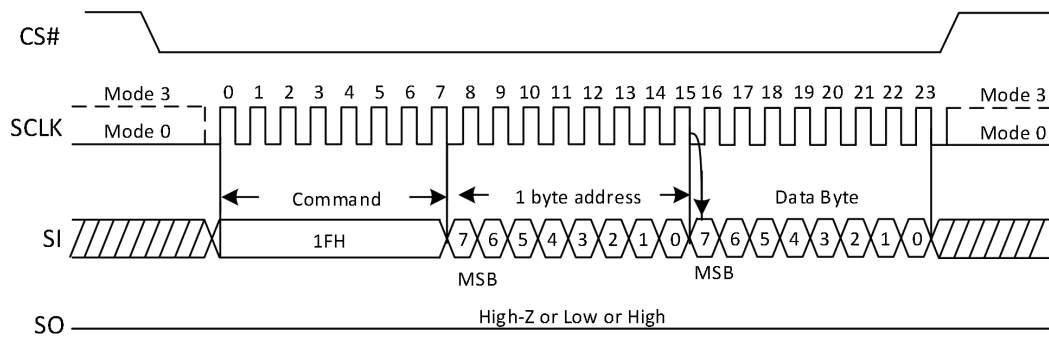 CS#
0 1 2 3 4 5 6 7 8 9 10 11 12 13 14 15 16 17 18 19 20 21 22 23
Mode 3 Mode 3
SCLK Mode 0 Mode 0
Command 1 byte address Data Byte
SI 1FH 7 6 5 4 3 2 1 0 7 6 5 4 3 2 1 0
MSB MSB
High-Z or Low or High
SO